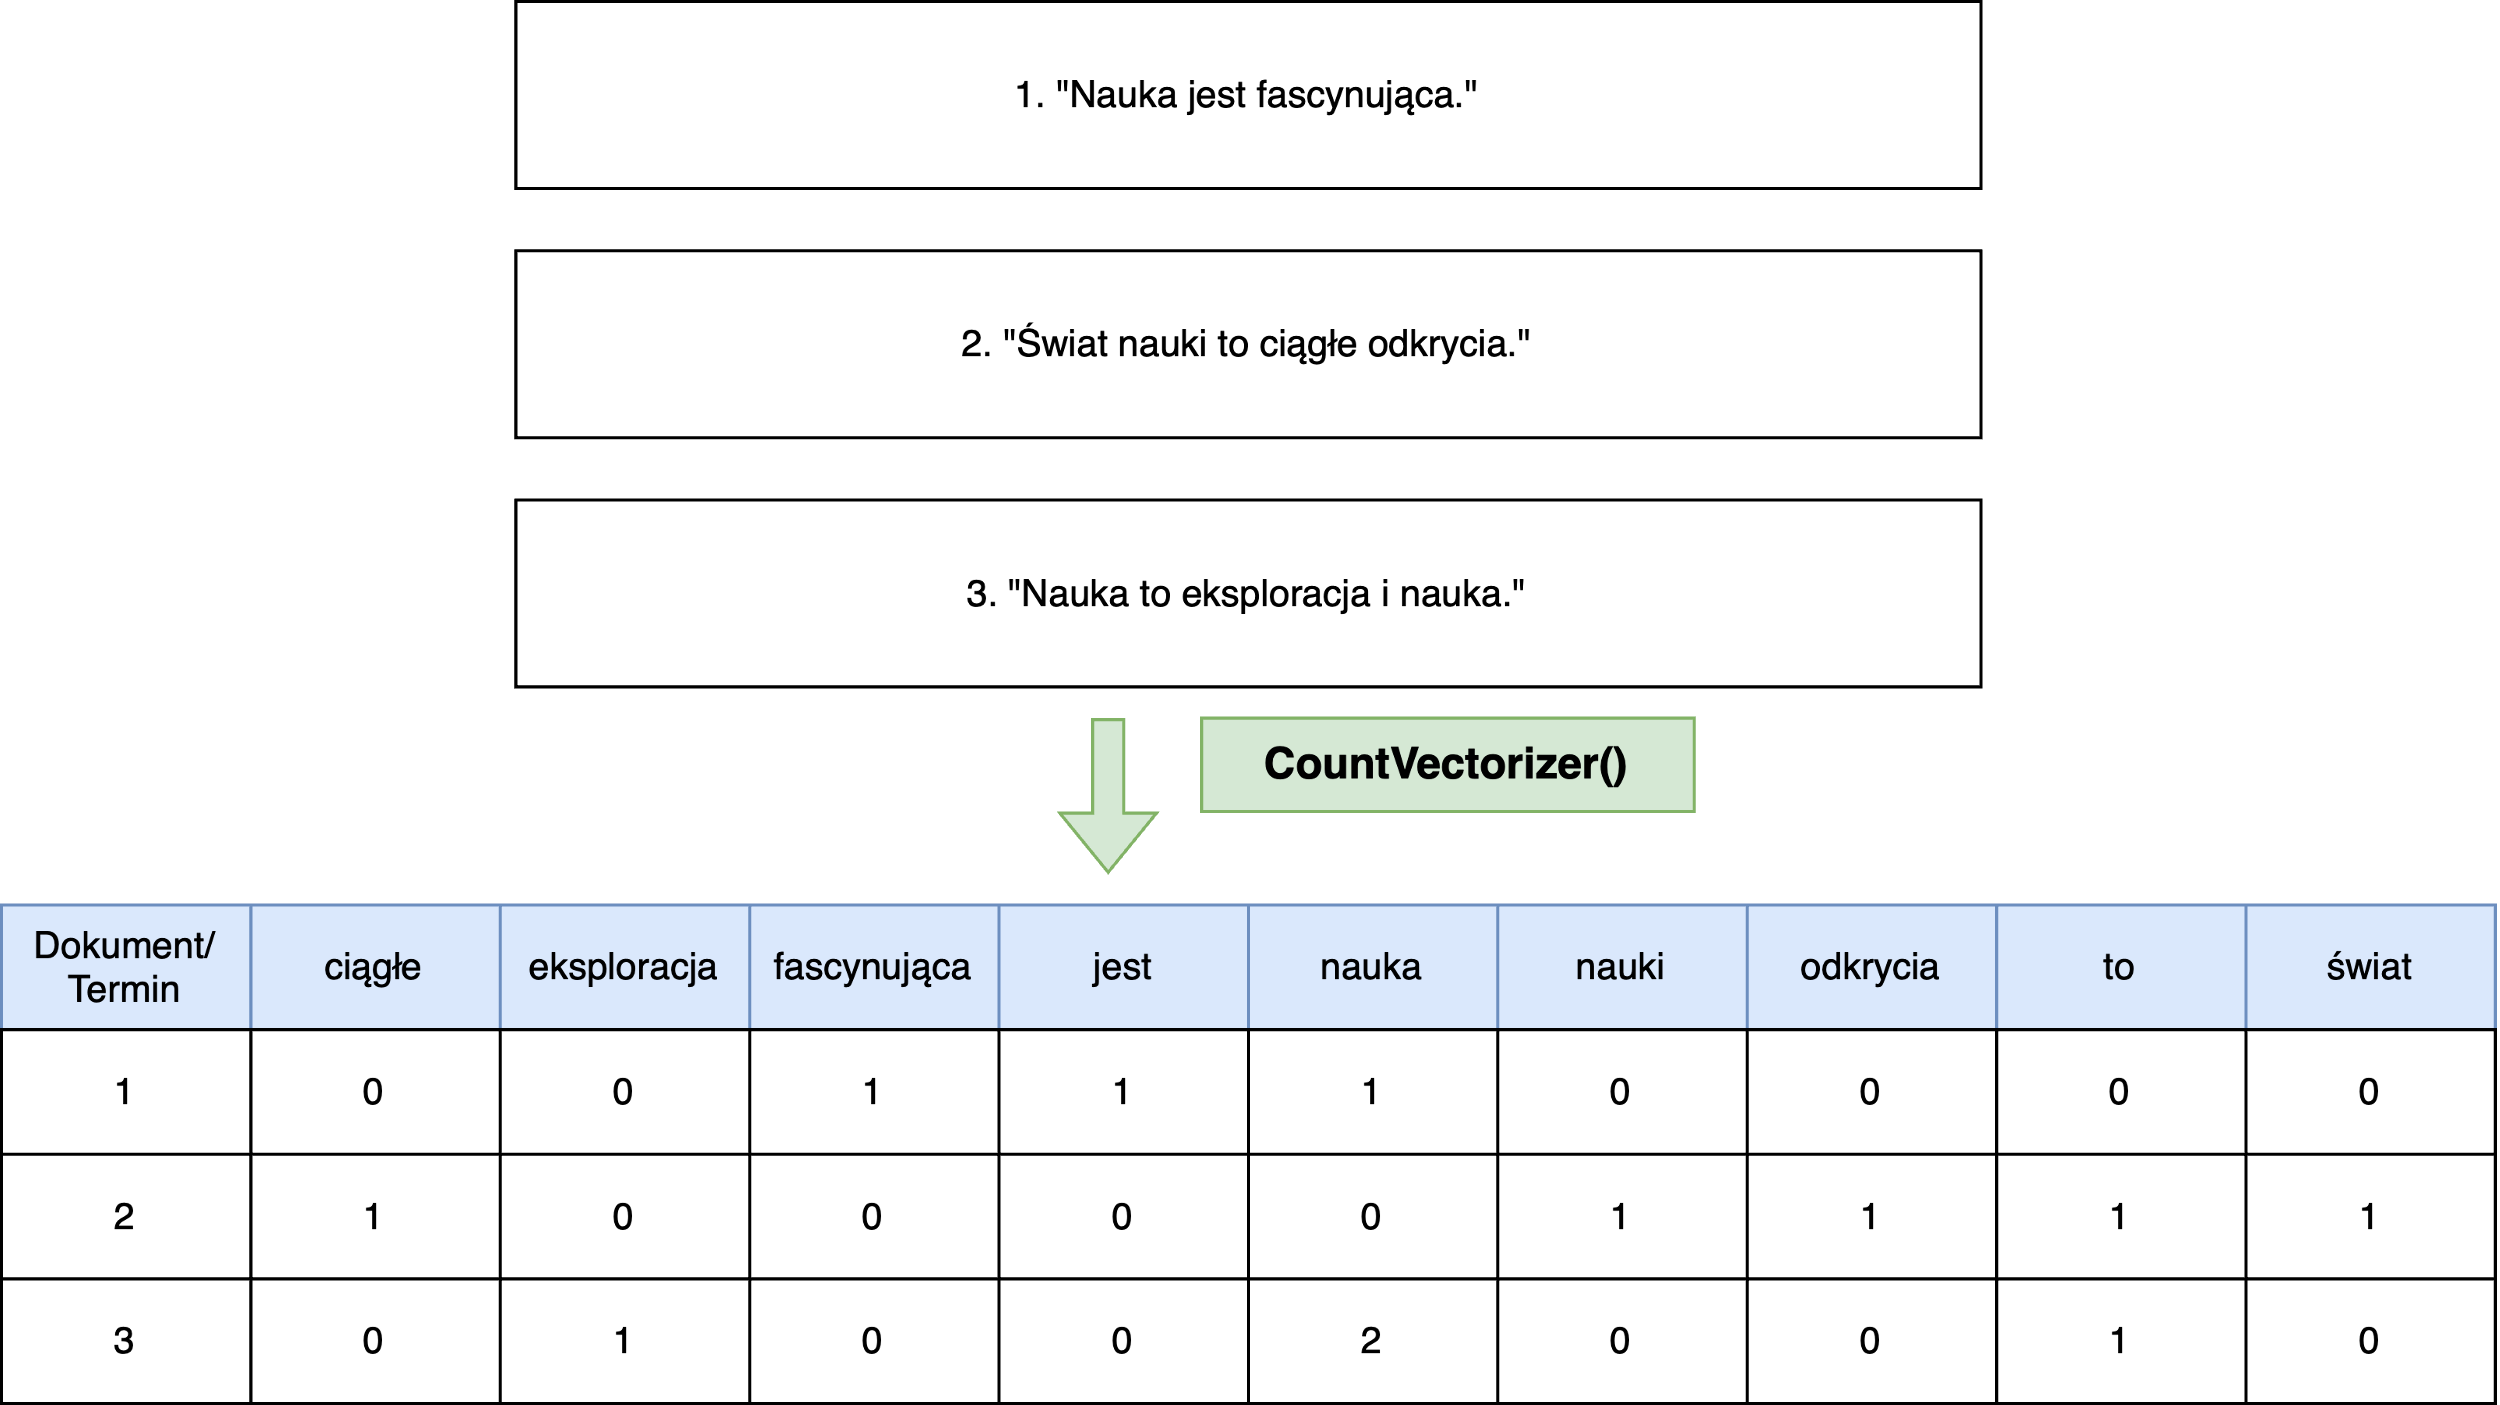 1. "Nauka jest fascynująca."
2. "Świat nauki to ciągłe odkrycia."
3. "Nauka to eksploracja i nauka."
CountVectorizer()
Dokument/
Termin ciągłe eksploracja fascynująca jest nauka nauki odkrycia to świat
1 0 0 1 1 1 0 0 0 0
2 1 0 0 0 0 1 1 1 1
3 0 1 0 0 2 0 0 1 0